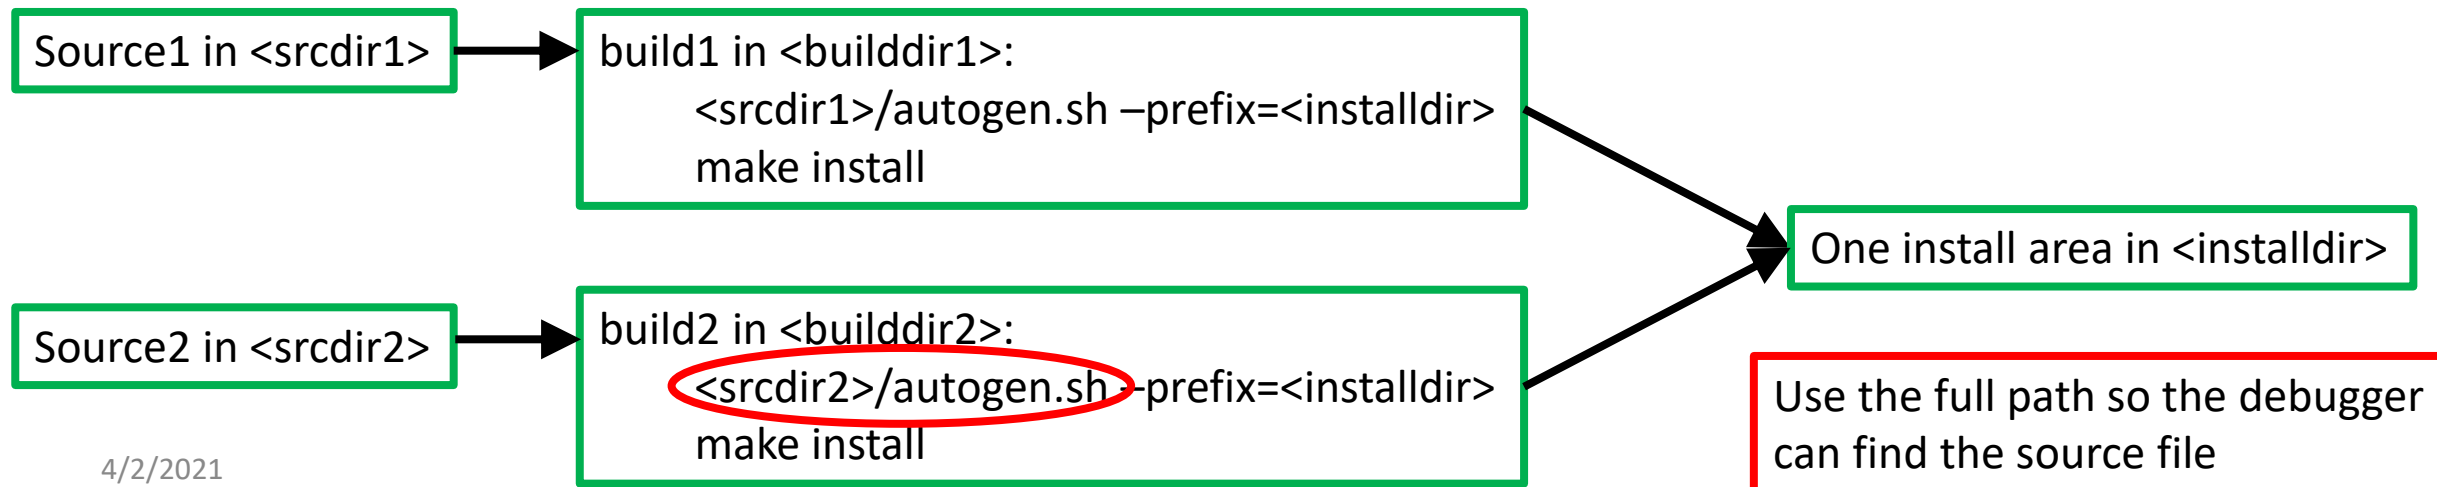 Source1 in <srcdir1>
build1 in <builddir1>:
<srcdir1>/autogen.sh –prefix=<installdir>
make install
One install area in <installdir>
Source2 in <srcdir2>
build2 in <builddir2>:
<srcdir2>/autogen.sh –prefix=<installdir>
make install
Use the full path so the debugger
can find the source file
4/2/2021